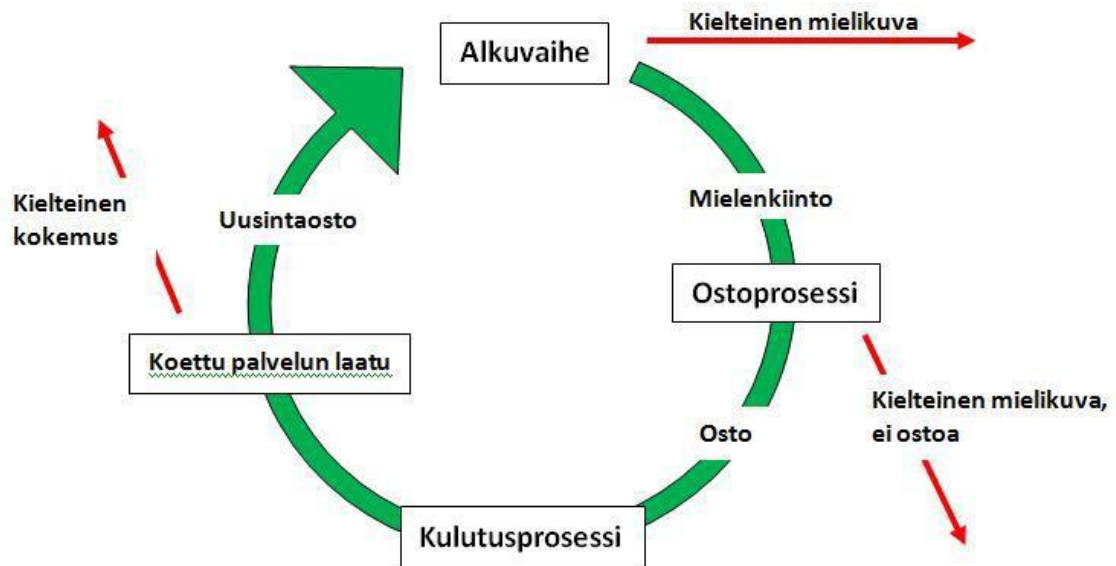 Kielteinen mielikuva
Alkuvaihe
Mielenkiinto
Ostoprosessi
Kielteinen mielikuva,
ei ostoa
Osto
Kulutusprosessi
Koettu palvelun laatu
Kielteinen
kokemus
Uusintaosto